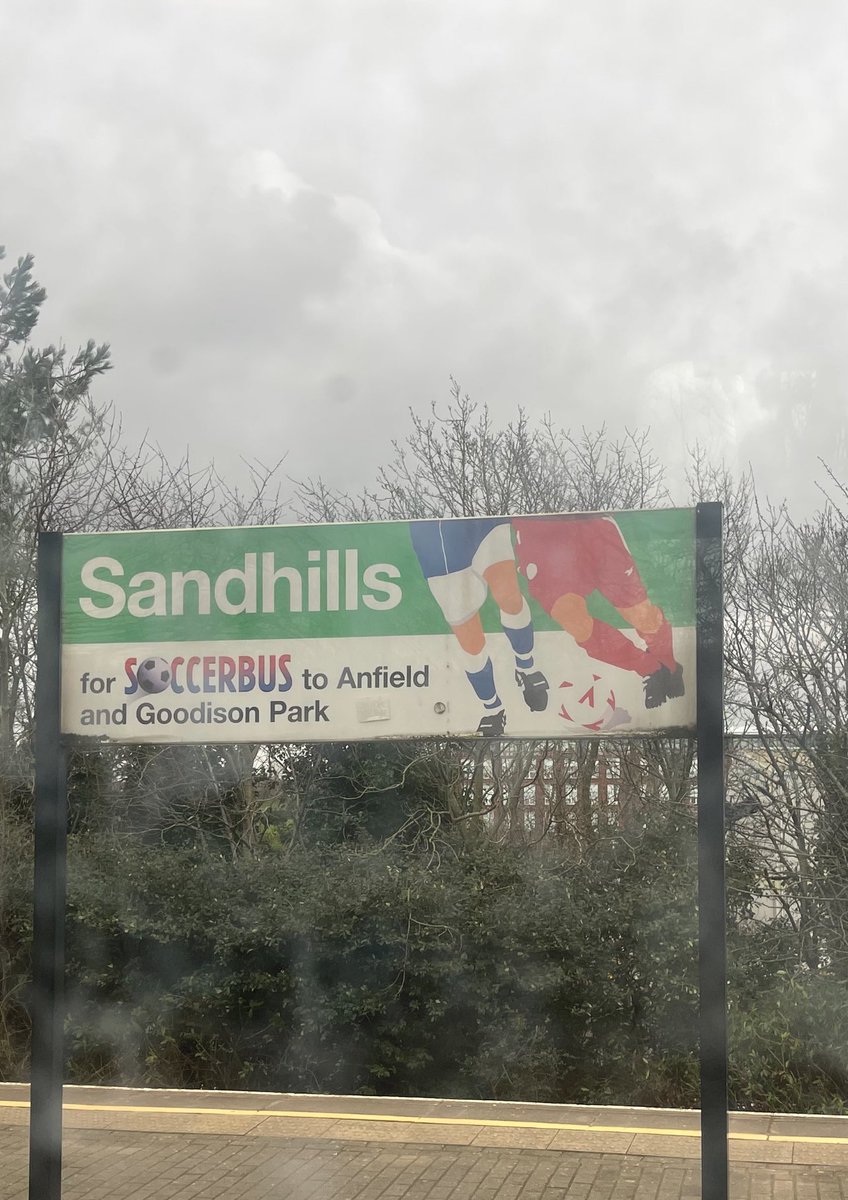 Sandhills
for SOCCERBUS to Anfield
and Goodison Park